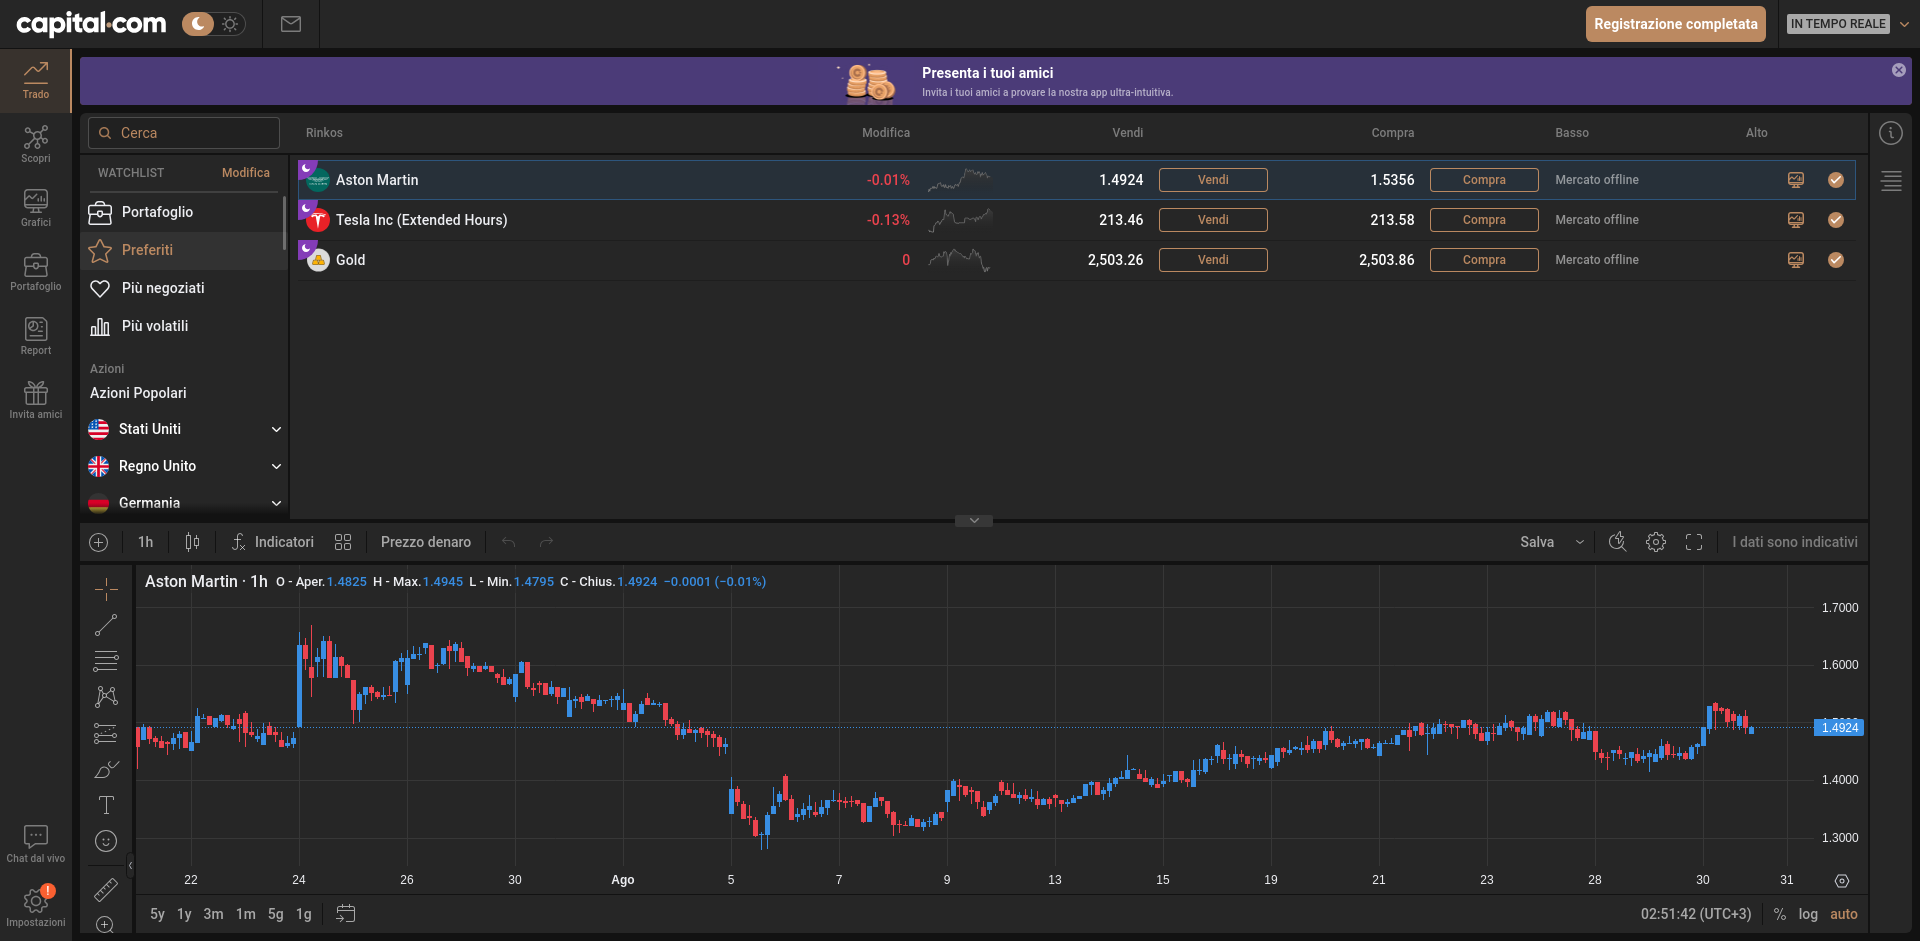 capital.com
Registrazione completata
IN TEMPO REALE
Trado
Scopri
Grafici
Portafoglio
Report
Invita amici
Chat dal vivo
Impostazioni
Presenta i tuoi amici
Invita i tuoi amici a provare la nostra app ultra-intuitiva.
Cerca
Rinkos Modifica Vendi Compra Basso Alto
WATCHLIST Modifica
Portafoglio
Preferiti
Più negoziati
Più volatili
Azioni
Azioni Popolari
Stati Uniti
Regno Unito
Germania
Aston Martin -0.01% 1.4924 Vendi 1.5356 Compra Mercato offline
Tesla Inc (Extended Hours) -0.13% 213.46 Vendi 213.58 Compra Mercato offline
Gold 0 2,503.26 Vendi 2,503.86 Compra Mercato offline
1h Indicatori Prezzo denaro Salva I dati sono indicativi
Aston Martin · 1h O - Aper.1.4825 H - Max.1.4945 L - Min.1.4795 C - Chius.1.4924 −0.0001 (−0.01%)
1.7000
1.6000
1.4924
1.4000
1.3000
22 24 26 30 Ago 5 7 9 13 15 19 21 23 28 30 31
5y 1y 3m 1m 5g 1g 02:51:42 (UTC+3) % log auto